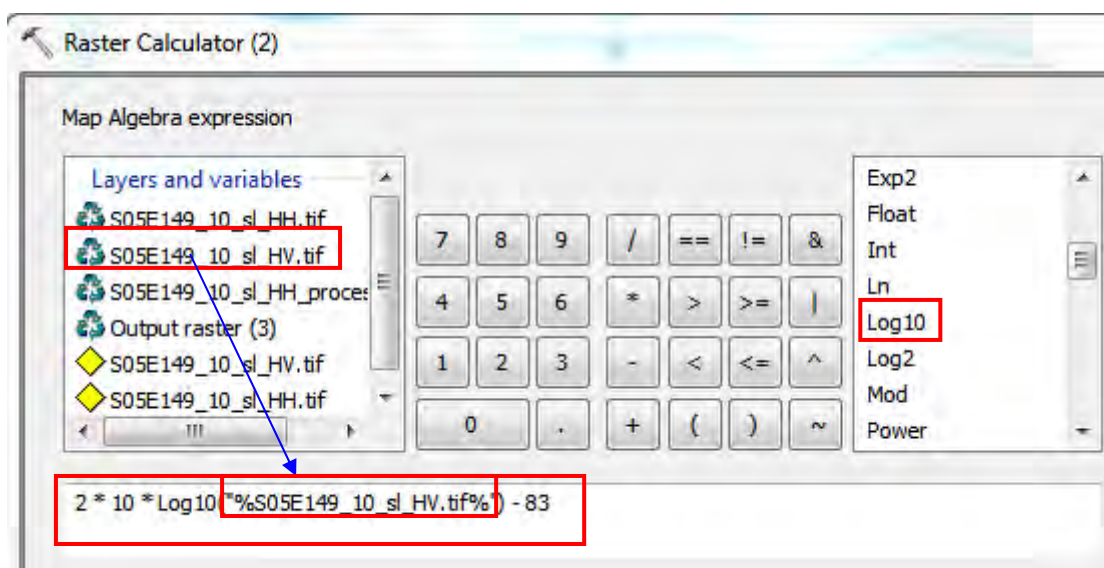 Raster Calculator (2)
Map Algebra expression
Layers and variables
S05E149_10_sl_HH.tif
S05E149_10_sl_HV.tif
S05E149_10_sl_HH_proces
Output raster (3)
S05E149_10_sl_HV.tif
S05E149_10_sl_HH.tif
7 8 9 / == != &
4 5 6 * > >= |
1 2 3 - < <= ^
0 . + ( ) ~
Exp2
Float
Int
Ln
Log10
Log2
Mod
Power
2 * 10 * Log10("%S05E149_10_sl_HV.tif%") - 83